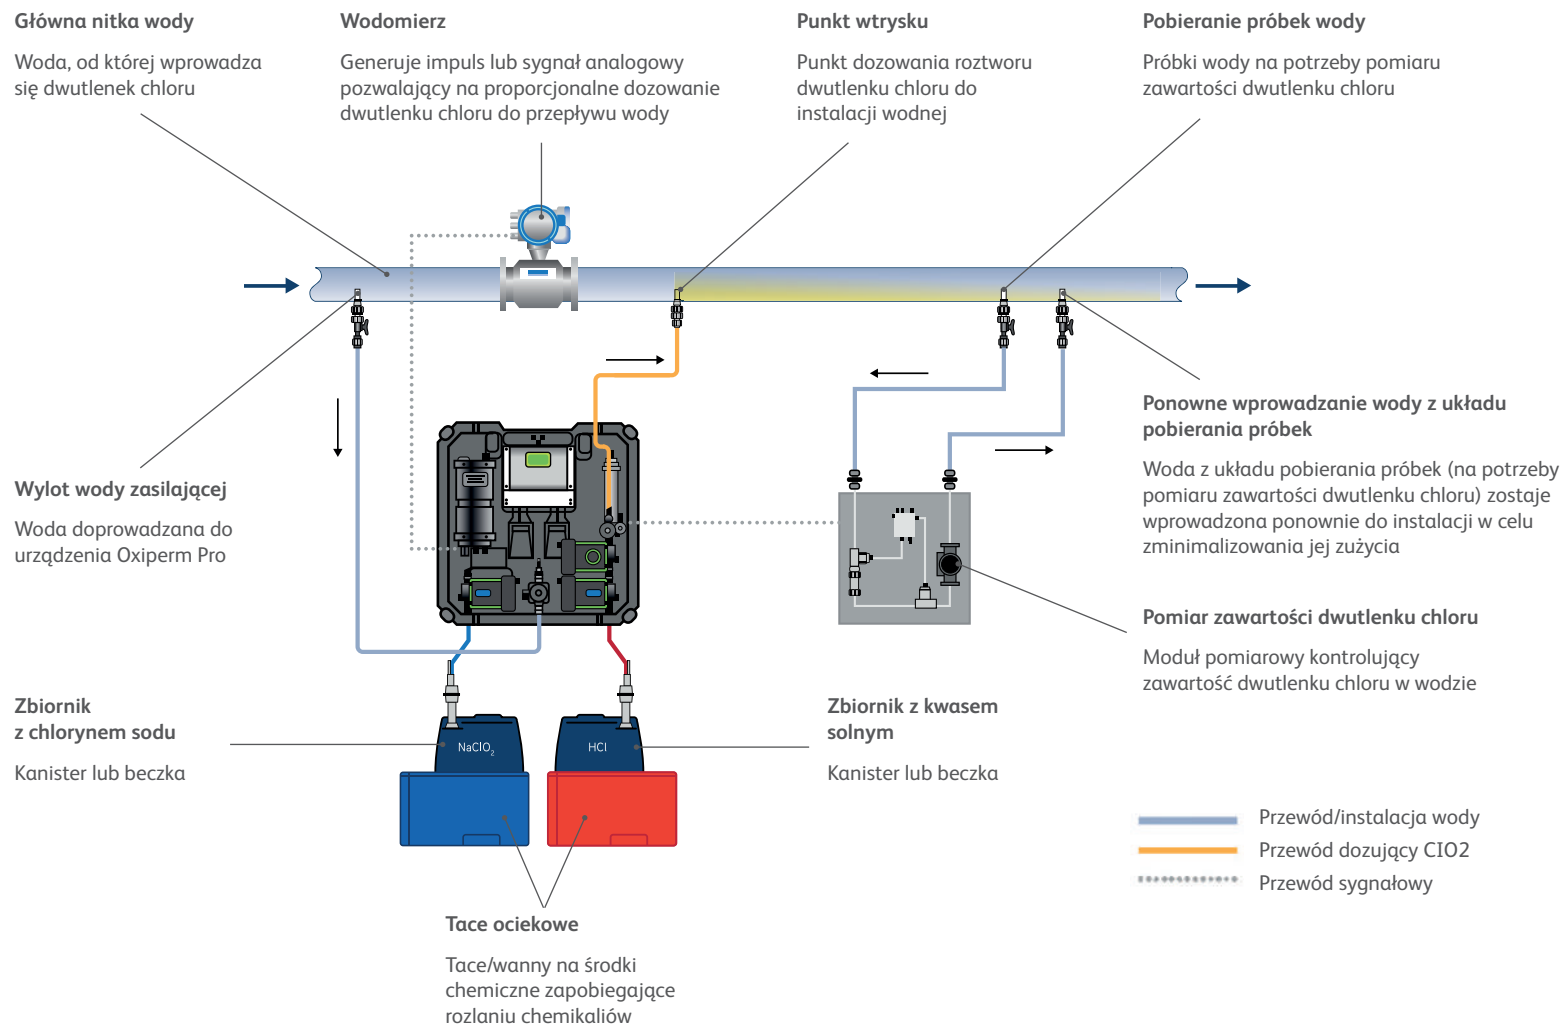 Główna nitka wody
Woda, od której wprowadza
się dwutlenek chloru
Wodomierz
Generuje impuls lub sygnał analogowy
pozwalający na proporcjonalne dozowanie
dwutlenku chloru do przepływu wody
Punkt wtrysku
Punkt dozowania roztworu
dwutlenku chloru do
instalacji wodnej
Pobieranie próbek wody
Próbki wody na potrzeby pomiaru
zawartości dwutlenku chloru
Ponowne wprowadzanie wody z układu
pobierania próbek
Woda z układu pobierania próbek (na potrzeby
pomiaru zawartości dwutlenku chloru) zostaje
wprowadzona ponownie do instalacji w celu
zminimalizowania jej zużycia
Wylot wody zasilającej
Woda doprowadzana do
urządzenia Oxiperm Pro
Pomiar zawartości dwutlenku chloru
Moduł pomiarowy kontrolujący
zawartość dwutlenku chloru w wodzie
Zbiornik
z chlorynem sodu
Kanister lub beczka
NaClO₂
HCl
Zbiornik z kwasem
solnym
Kanister lub beczka
Przewód/instalacja wody
Przewód dozujący ClO2
Przewód sygnałowy
Tace ociekowe
Tace/wanny na środki
chemiczne zapobiegające
rozlaniu chemikaliów